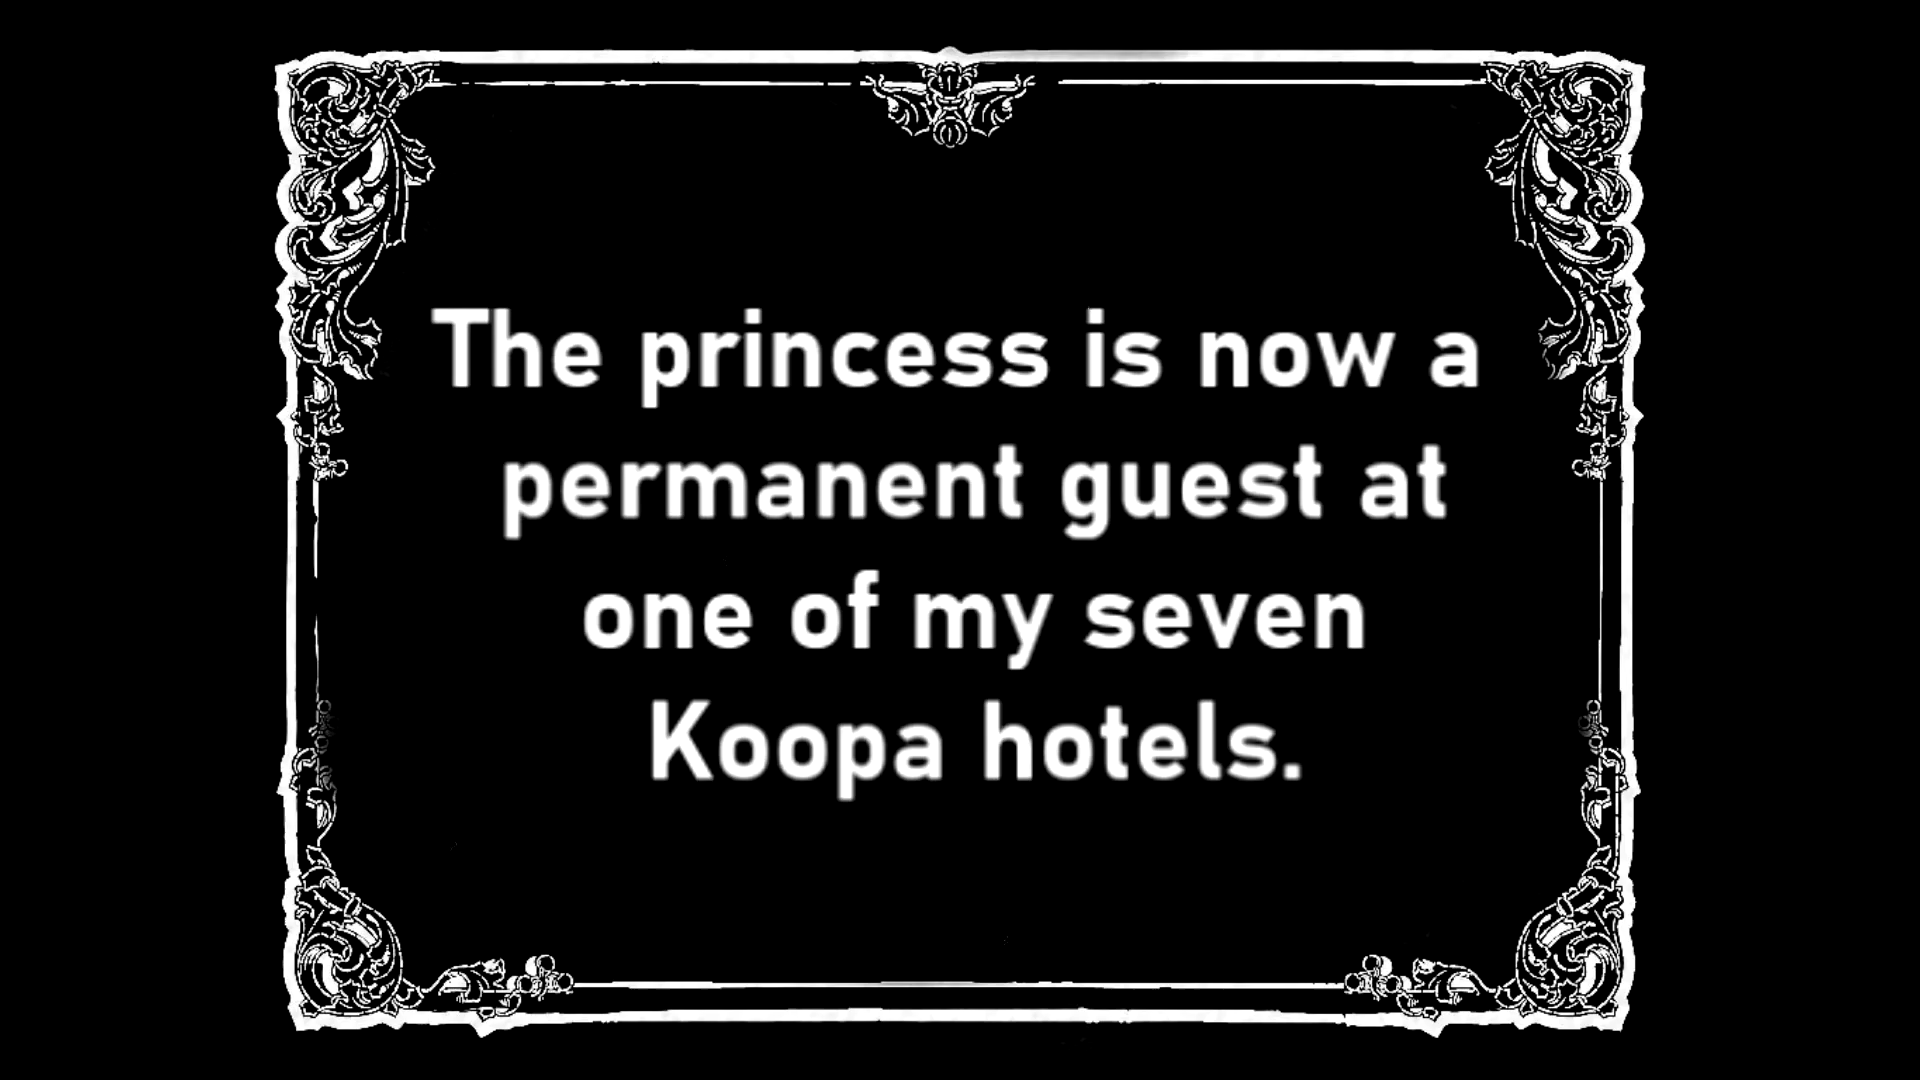 The princess is now a
permanent guest at
one of my seven
Koopa hotels.